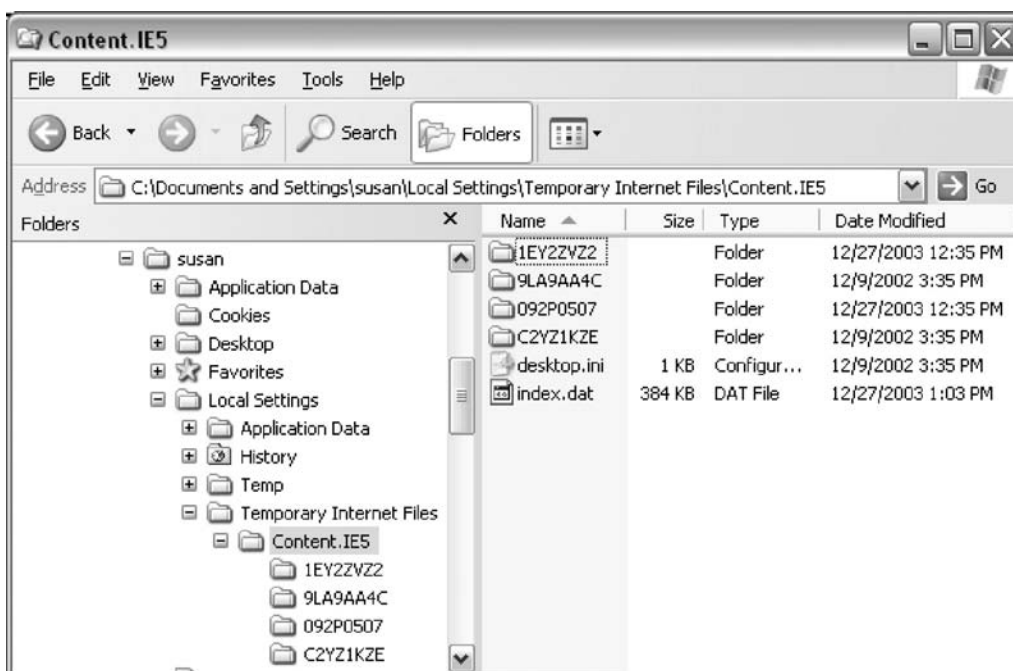 Content.IE5
File Edit View Favorites Tools Help
Back Search Folders
Address C:\Documents and Settings\susan\Local Settings\Temporary Internet Files\Content.IE5 Go
Folders
susan
Application Data
Cookies
Desktop
Favorites
Local Settings
Application Data
History
Temp
Temporary Internet Files
Content.IE5
1EY2ZVZ2
9LA9AA4C
092P0507
C2YZ1KZE
Name Size Type Date Modified
1EY2ZVZ2 Folder 12/27/2003 12:35 PM
9LA9AA4C Folder 12/9/2002 3:35 PM
092P0507 Folder 12/27/2003 12:35 PM
C2YZ1KZE Folder 12/9/2002 3:35 PM
desktop.ini 1 KB Configur... 12/9/2002 3:35 PM
index.dat 384 KB DAT File 12/27/2003 1:03 PM